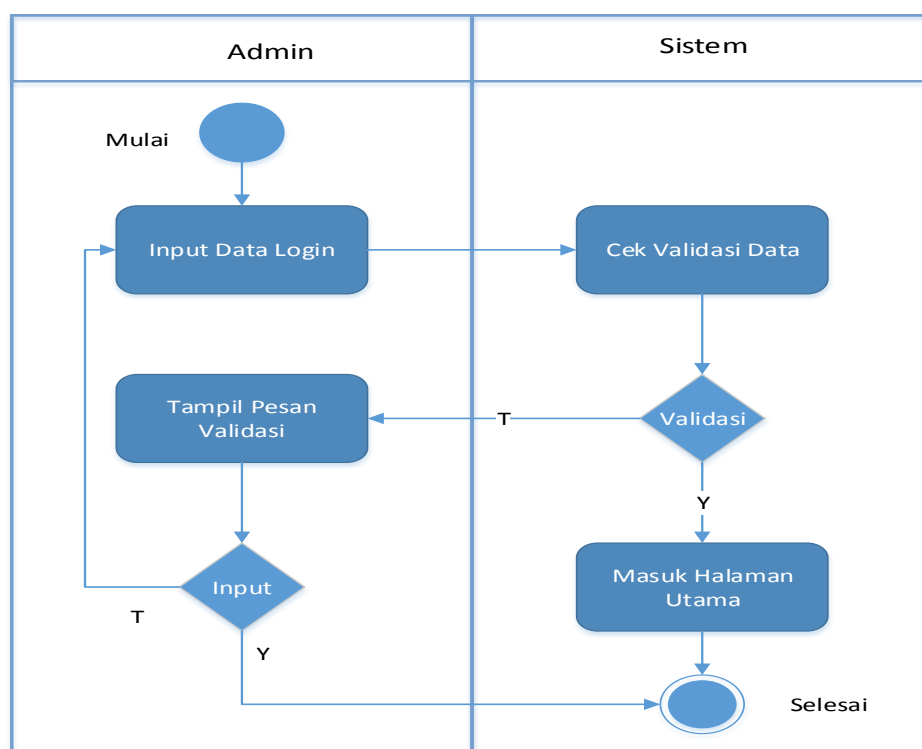 Admin
Sistem
Mulai
Input Data Login
Cek Validasi Data
Tampil Pesan
Validasi
T
Validasi
Y
Input
T
Y
Masuk Halaman
Utama
Selesai